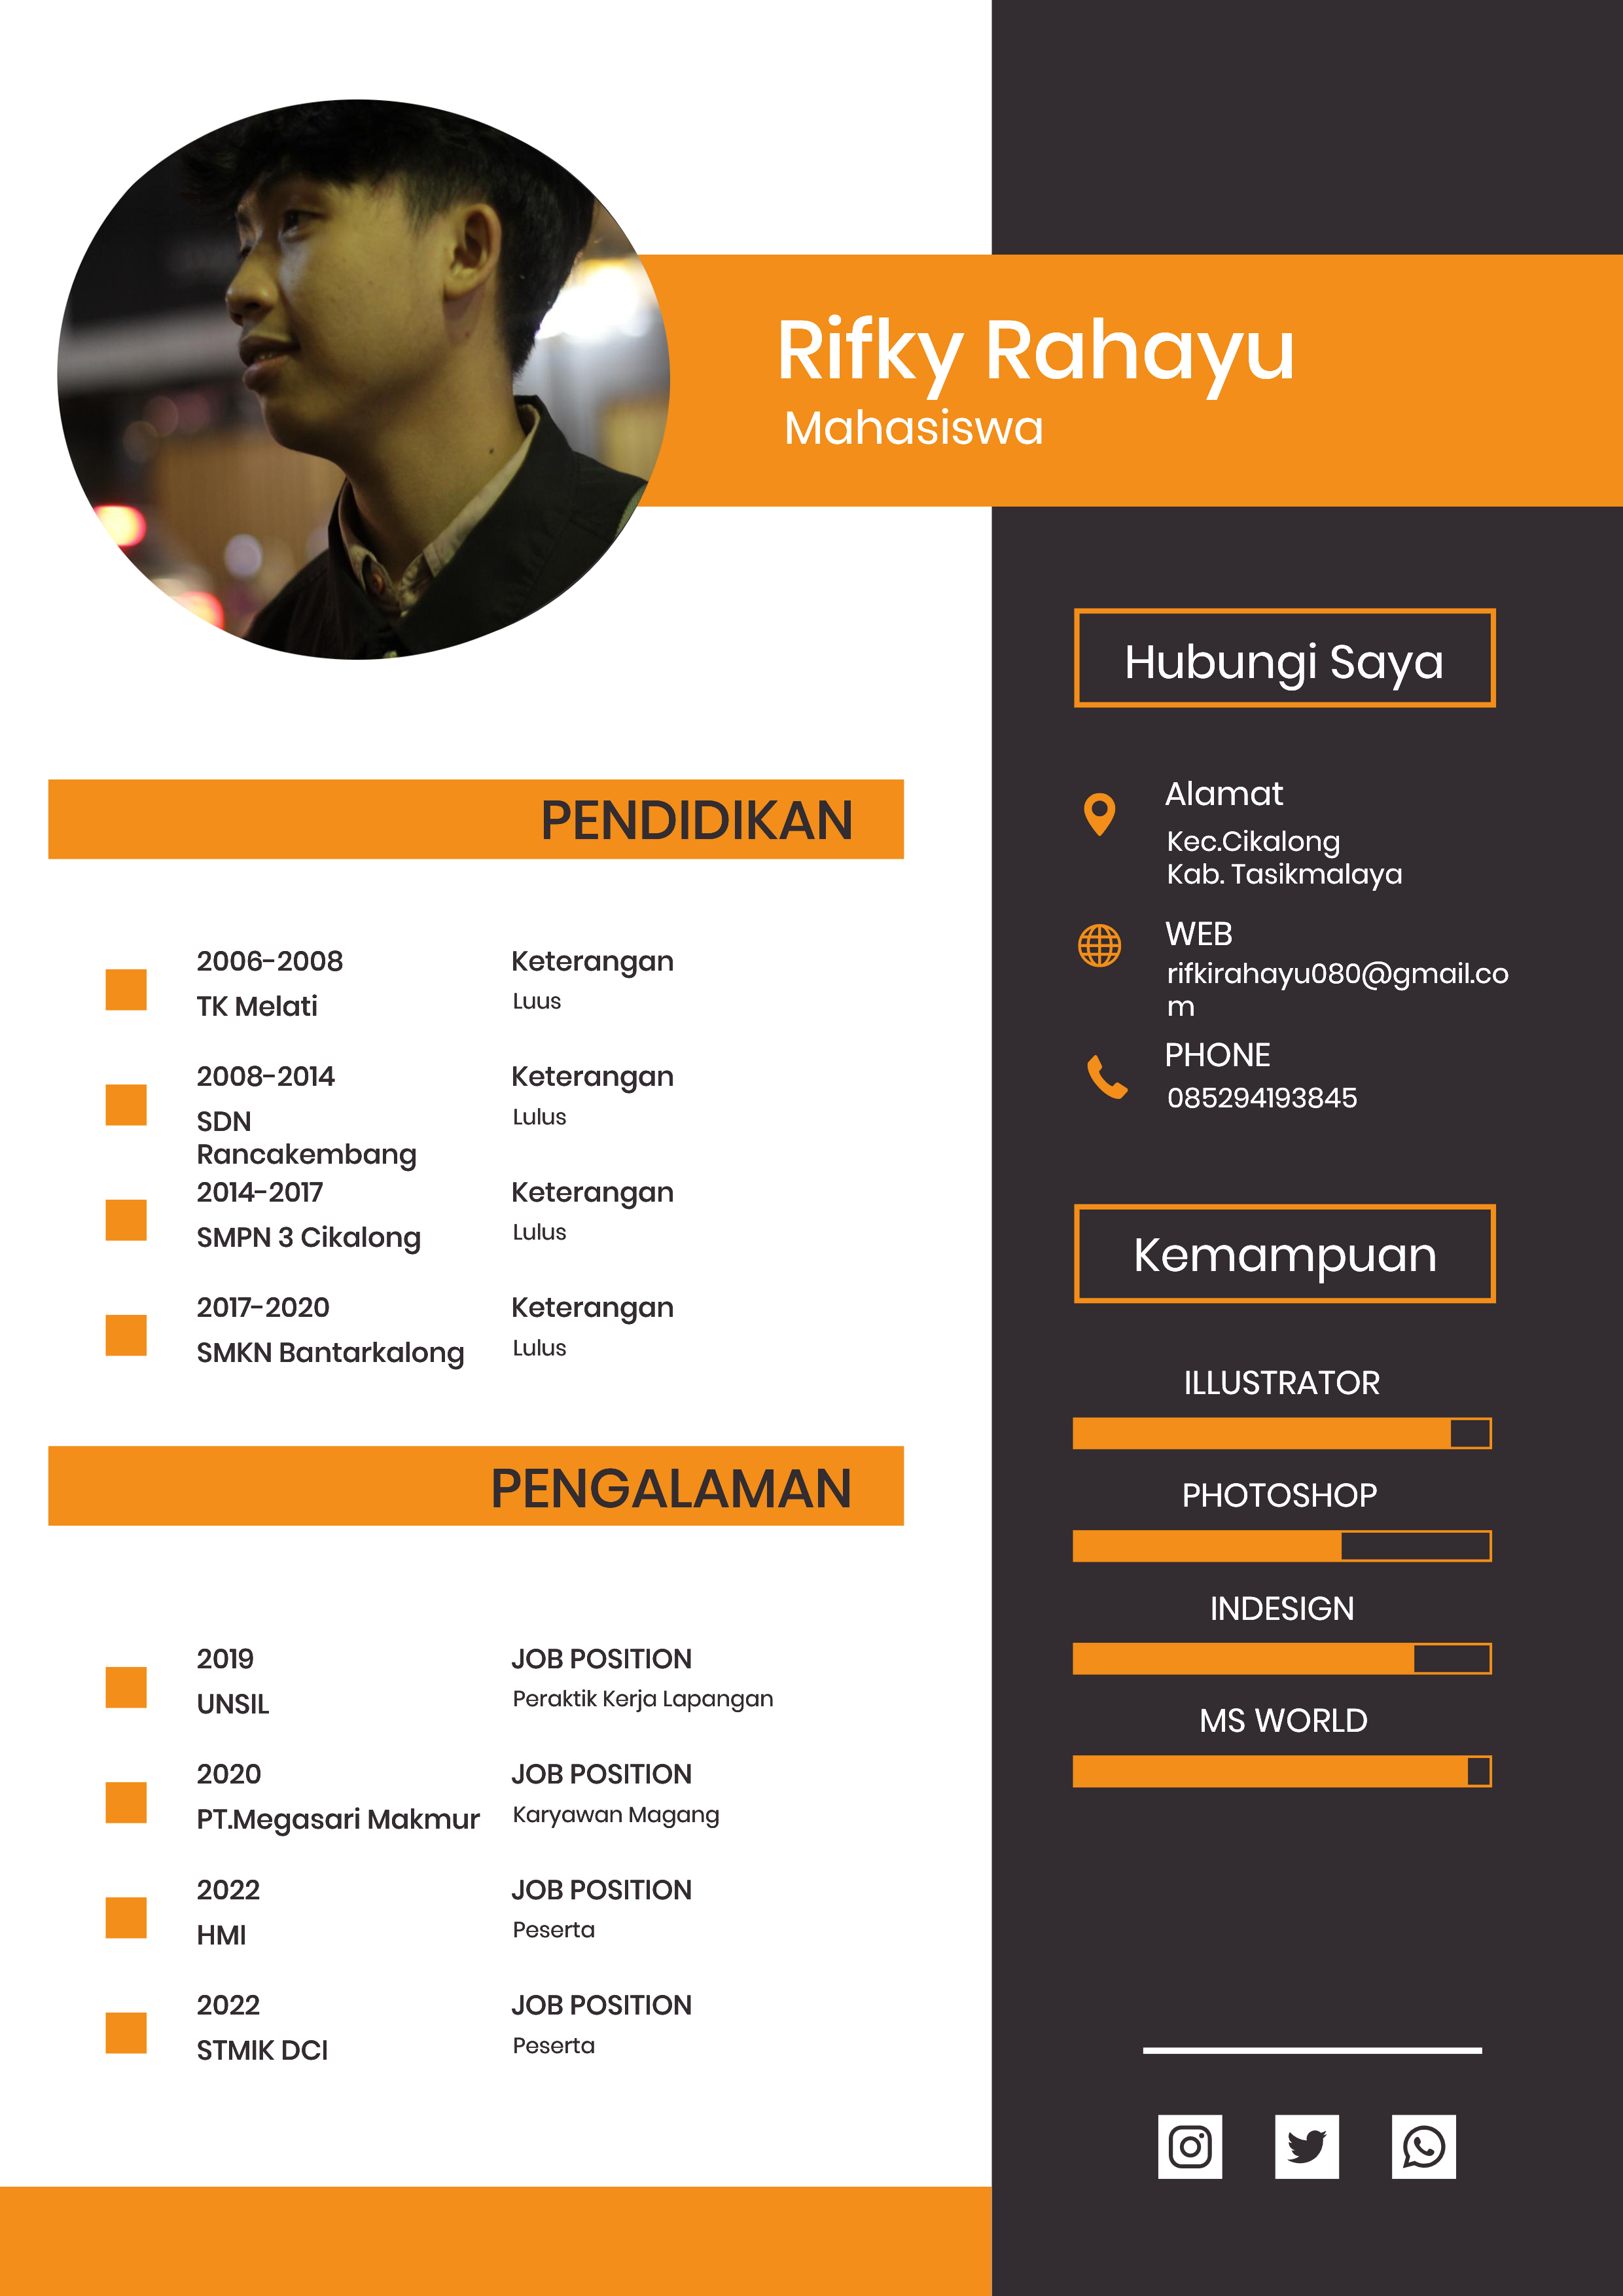 Rifky Rahayu
Mahasiswa
PENDIDIKAN
2006-2008
TK Melati
Keterangan
Luus
2008-2014
SDN
Rancakembang
Keterangan
Lulus
2014-2017
SMPN 3 Cikalong
Keterangan
Lulus
2017-2020
SMKN Bantarkalong
Keterangan
Lulus
PENGALAMAN
2019
UNSIL
JOB POSITION
Peraktik Kerja Lapangan
2020
PT.Megasari Makmur
JOB POSITION
Karyawan Magang
2022
HMI
JOB POSITION
Peserta
2022
STMIK DCI
JOB POSITION
Peserta
Hubungi Saya
Alamat
Kec.Cikalong
Kab. Tasikmalaya
WEB
rifkirahayu080@gmail.co
m
PHONE
085294193845
Kemampuan
ILLUSTRATOR
PHOTOSHOP
INDESIGN
MS WORLD